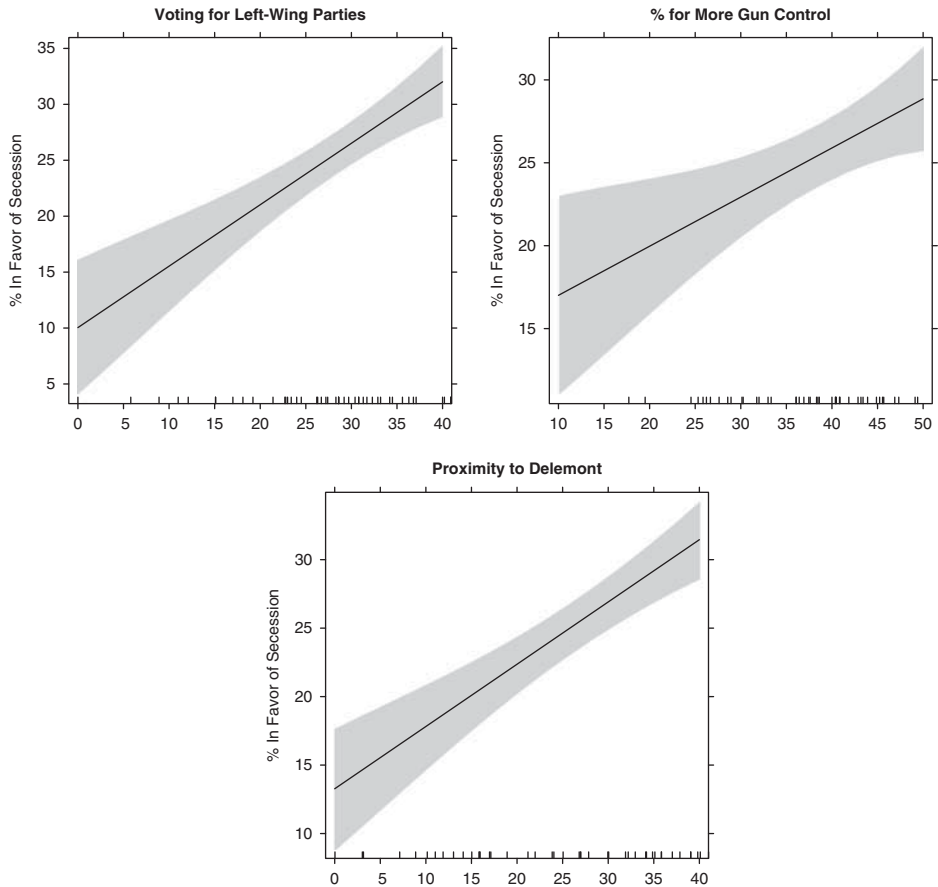 Voting for Left-Wing Parties
% In Favor of Secession
35
30
25
20
15
10
5
0 5 10 15 20 25 30 35 40
% for More Gun Control
% In Favor of Secession
30
25
20
15
10 15 20 25 30 35 40 45 50
Proximity to Delemont
% In Favor of Secession
30
25
20
15
10
0 5 10 15 20 25 30 35 40